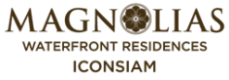 MAGNOLIAS
WATERFRONT RESIDENCES
ICONSIAM